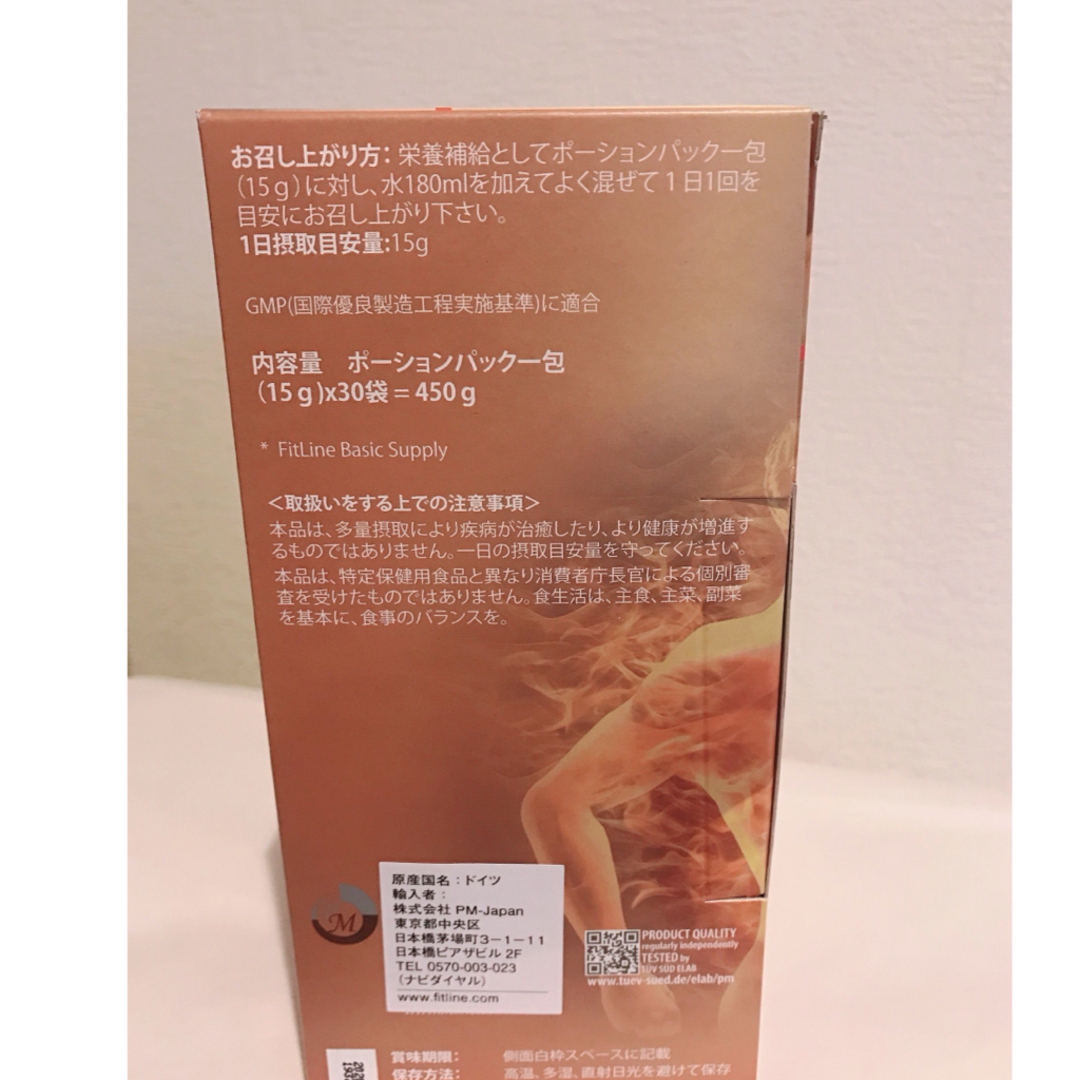 お召し上がり方: 栄養補給としてポーションパック一包
(15g)に対し、水180mlを加えてよく混ぜて1日1回を
目安にお召し上がり下さい。
1日摂取目安量:15g
GMP(国際優良製造工程実施基準)に適合
内容量　ポーションパック一包
(15g)x30袋=450g
* FitLine Basic Supply
<取扱いをする上での注意事項>
本品は、多量摂取により疾病が治癒したり、より健康が増進す
るものではありません。一日の摂取目安量を守ってください。
本品は、特定保健用食品と異なり消費者庁長官による個別審
査を受けたものではありません。食生活は、主食、主菜、副菜
を基本に、食事のバランスを。
原産国名:ドイツ
輸入者:
株式会社 PM-Japan
東京都中央区
日本橋茅場町3-1-11
日本橋ピアザビル 2F
TEL 0570-003-023
(ナビダイヤル)
www.fitline.com
M
PRODUCT QUALITY
regularly independently
TESTED by
TÜV SÜD ELAB
www.tuev-sued.de/elab/pm
賞味期限: 側面白枠スペースに記載
保存方法: 高温、多湿、直射日光を避けて保存